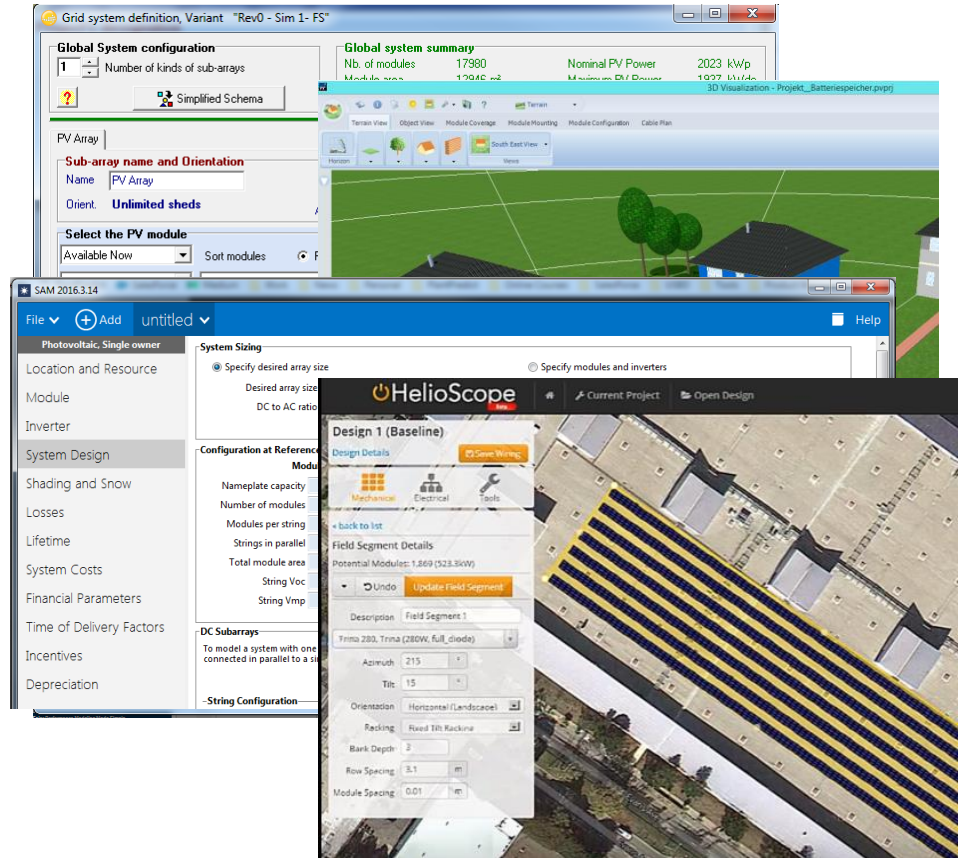 Grid system definition, Variant "Rev0 - Sim 1- FS"
Global System configuration
1 Number of kinds of sub-arrays
? Simplified Schema
Global system summary
Nb. of modules 17980 Nominal PV Power 2023 kWp
Module area 12946 m² Maximum PV Power 1927 kWdc
PV Array
Sub-array name and Orientation
Name PV Array
Orient. Unlimited sheds
Select the PV module
Available Now Sort modules
3D Visualization - Projekt__Batteriespeicher.pvprj
? Terrain
Terrain View Object View Module Coverage Module Mounting Module Configuration Cable Plan
South East View
Horizon Views
SAM 2016.3.14
File Add untitled Help
Photovoltaic, Single owner
Location and Resource
Module
Inverter
System Design
Shading and Snow
Losses
Lifetime
System Costs
Financial Parameters
Time of Delivery Factors
Incentives
Depreciation
System Sizing
Specify desired array size Specify modules and inverters
Desired array size
DC to AC ratio
Configuration at Reference
Modu
Nameplate capacity
Number of modules
Modules per string
Strings in parallel
Total module area
String Voc
String Vmp
DC Subarrays
To model a system with one
connected in parallel to a si
String Configuration
HelioScope
beta
Current Project Open Design
Design 1 (Baseline)
Design Details Save Wiring
Mechanical Electrical Tools
« back to list
Field Segment Details
Potential Modules: 1,869 (523.3kW)
Undo Update Field Segment
Description Field Segment 1
Trina 280, Trina (280W, full_diode)
Azimuth 215 °
Tilt 15 °
Orientation Horizontal (Landscape)
Racking Fixed Tilt Racking
Bank Depth
Row Spacing 3.1 m
Module Spacing 0.01 m